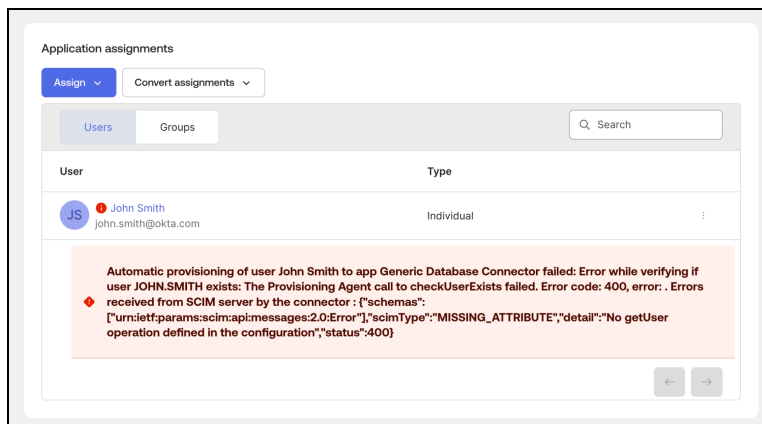 Application assignments
Assign
Convert assignments
Users
Groups
Search
User
Type
JS
John Smith
john.smith@okta.com
Individual
Automatic provisioning of user John Smith to app Generic Database Connector failed: Error while verifying if
user JOHN.SMITH exists: The Provisioning Agent call to checkUserExists failed. Error code: 400, error: . Errors
received from SCIM server by the connector : {"schemas":
["urn:ietf:params:scim:api:messages:2.0:Error"],"scimType":"MISSING_ATTRIBUTE","detail":"No getUser
operation defined in the configuration","status":400}